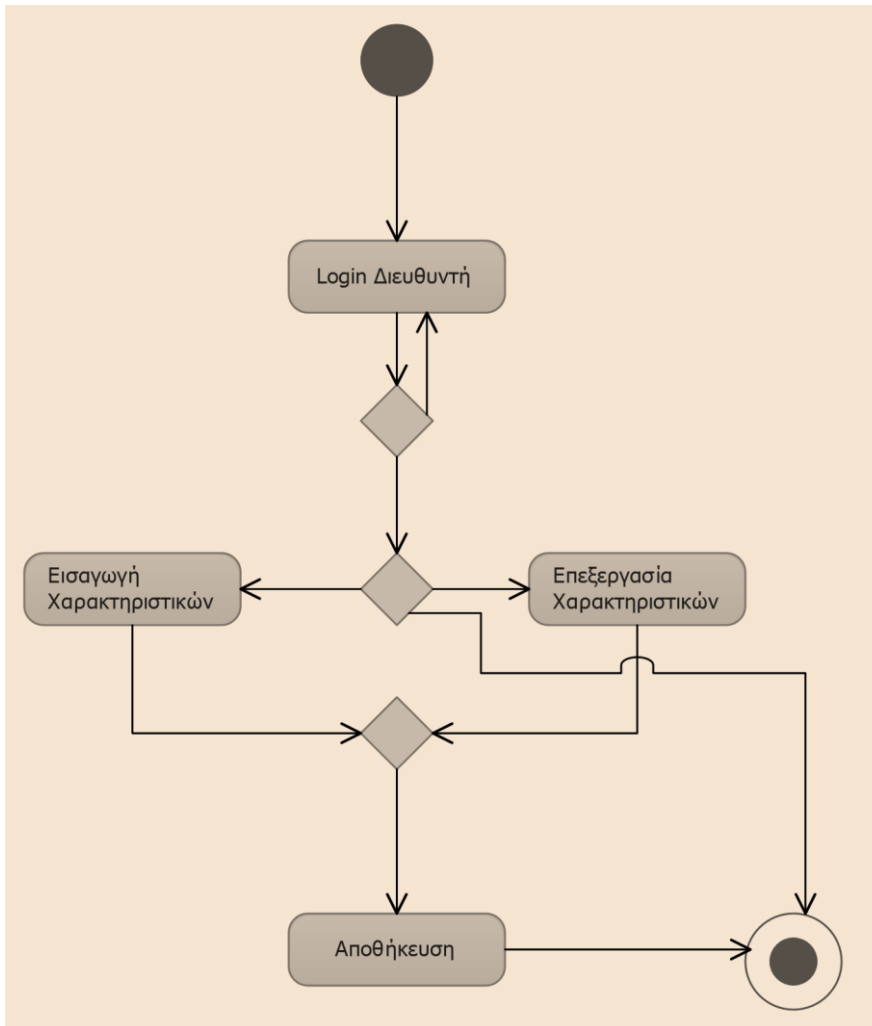 Login Διευθυντή
Εισαγωγή
Χαρακτηριστικών
Επεξεργασία
Χαρακτηριστικών
Αποθήκευση